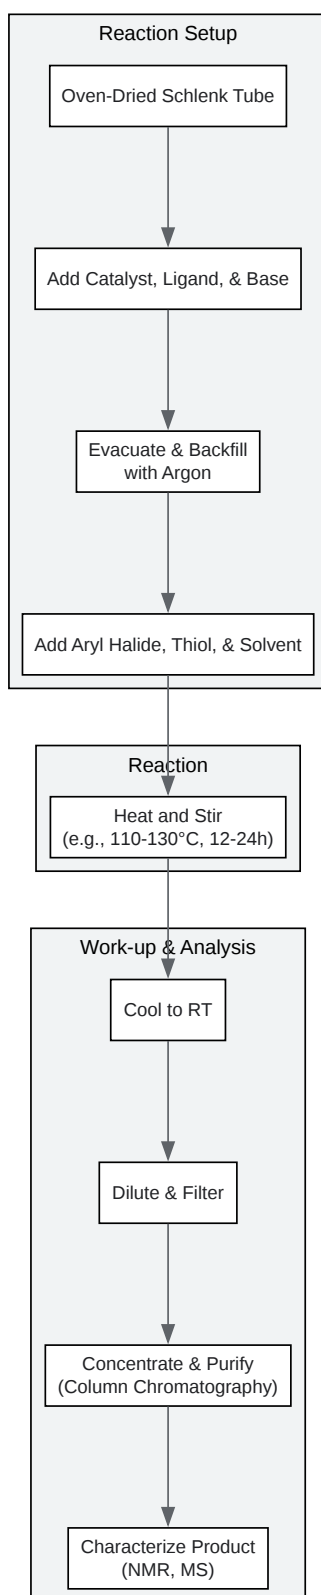 Reaction Setup
Oven-Dried Schlenk Tube
Add Catalyst, Ligand, & Base
Evacuate & Backfill
with Argon
Add Aryl Halide, Thiol, & Solvent
Reaction
Heat and Stir
(e.g., 110-130°C, 12-24h)
Work-up & Analysis
Cool to RT
Dilute & Filter
Concentrate & Purify
(Column Chromatography)
Characterize Product
(NMR, MS)